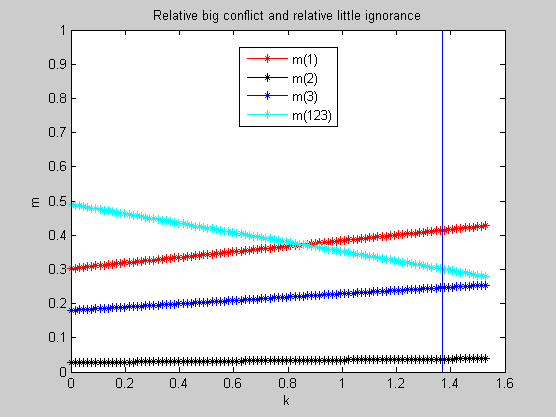 Relative big conflict and relative little ignorance
m(1)
m(2)
m(3)
m(123)
1
0.9
0.8
0.7
0.6
0.5
0.4
0.3
0.2
0.1
0
m
0 0.2 0.4 0.6 0.8 1 1.2 1.4 1.6
k